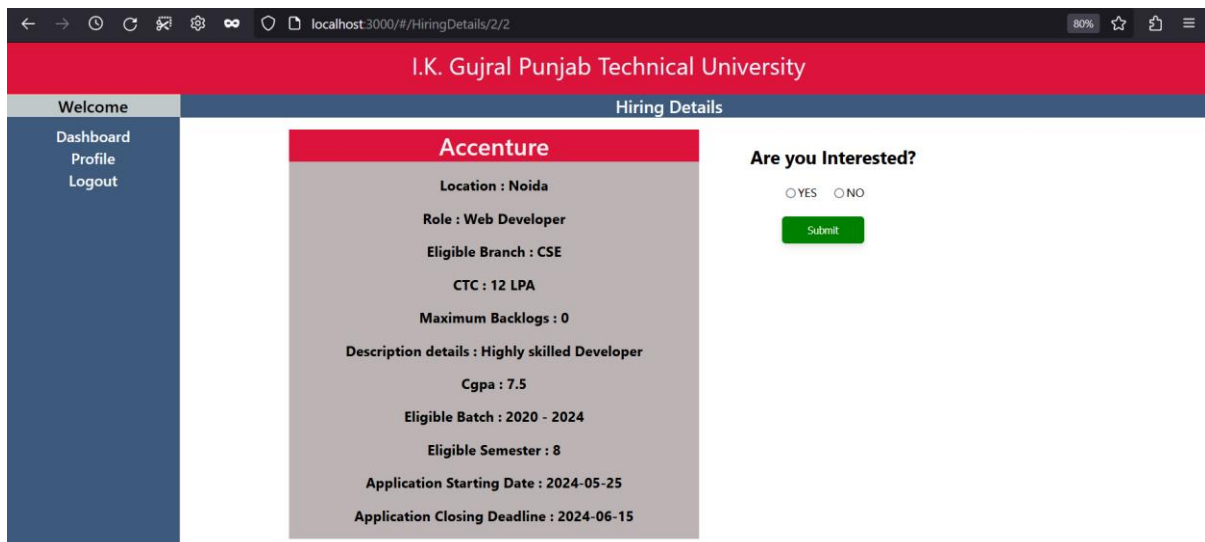 localhost:3000/#/HiringDetails/2/2
80%
I.K. Gujral Punjab Technical University
Welcome
Hiring Details
Dashboard
Profile
Logout
Accenture
Location : Noida
Role : Web Developer
Eligible Branch : CSE
CTC : 12 LPA
Maximum Backlogs : 0
Description details : Highly skilled Developer
Cgpa : 7.5
Eligible Batch : 2020 - 2024
Eligible Semester : 8
Application Starting Date : 2024-05-25
Application Closing Deadline : 2024-06-15
Are you Interested?
YES NO
Submit